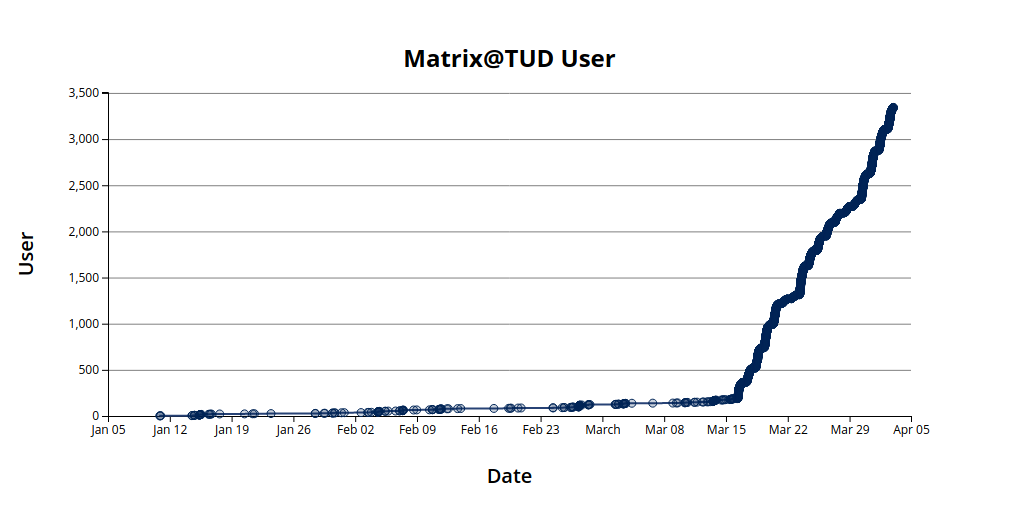 Matrix@TUD User
3,500
3,000
2,500
2,000
1,500
1,000
500
0
User
Jan 05 Jan 12 Jan 19 Jan 26 Feb 02 Feb 09 Feb 16 Feb 23 March Mar 08 Mar 15 Mar 22 Mar 29 Apr 05
Date